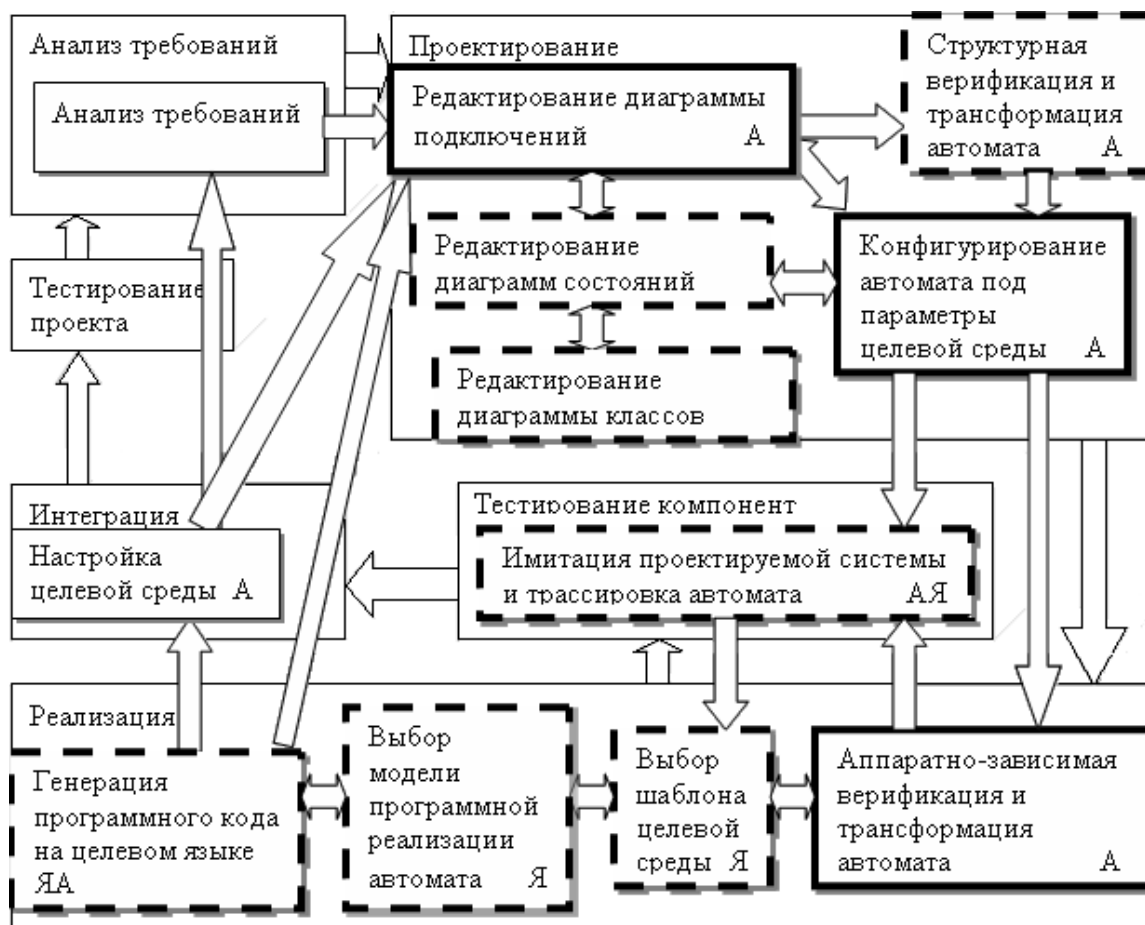 Анализ требований
Анализ требований
Проектирование
Редактирование диаграммы
подключений А
Структурная
верификация и
трансформация
автомата А
Редактирование
диаграмм состояний
Конфигурирование
автомата под
параметры
целевой среды А
Редактирование
диаграммы классов
Тестирование
проекта
Интеграция
Настройка
целевой среды А
Тестирование компонент
Имитация проектируемой системы
и трассировка автомата АЯ
Реализация
Генерация
программного кода
на целевом языке
ЯА
Выбор
модели
программной
реализации
автомата Я
Выбор
шаблона
целевой
среды Я
Аппаратно-зависимая
верификация и
трансформация
автомата А